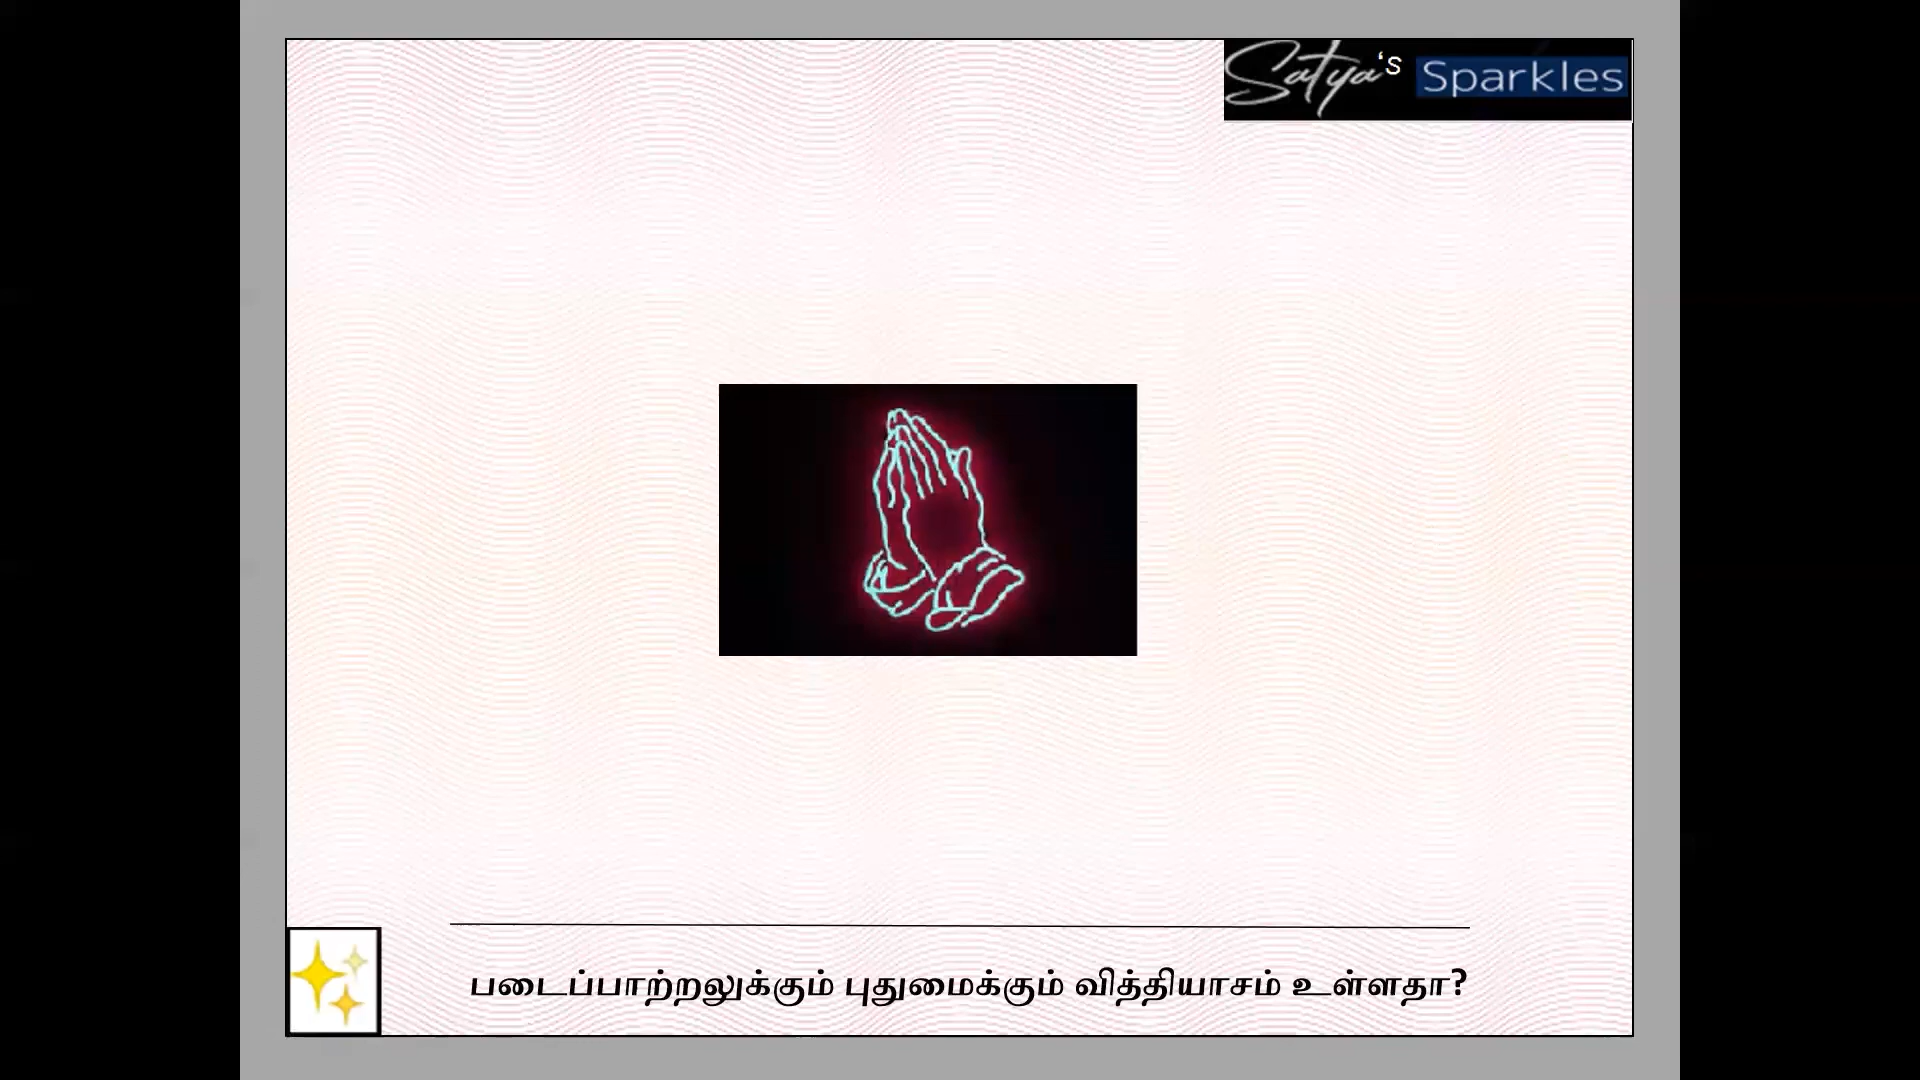 Satya's Sparkles
படைப்பாற்றலுக்கும் புதுமைக்கும் வித்தியாசம் உள்ளதா?